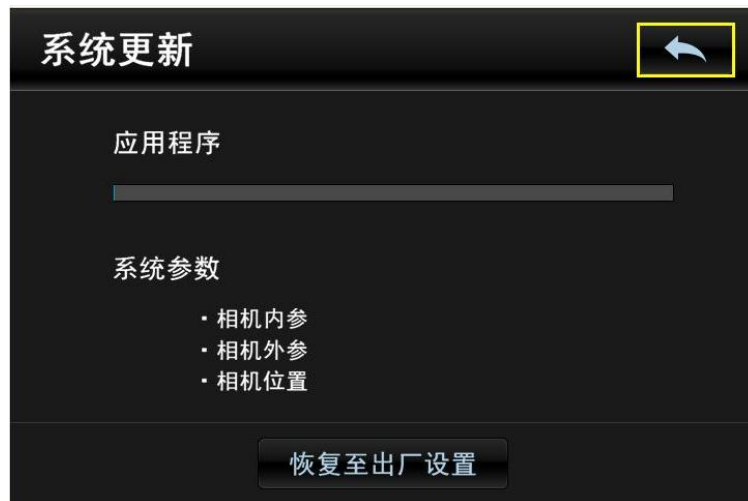 系统更新
应用程序
系统参数
·相机内参
·相机外参
·相机位置
恢复至出厂设置